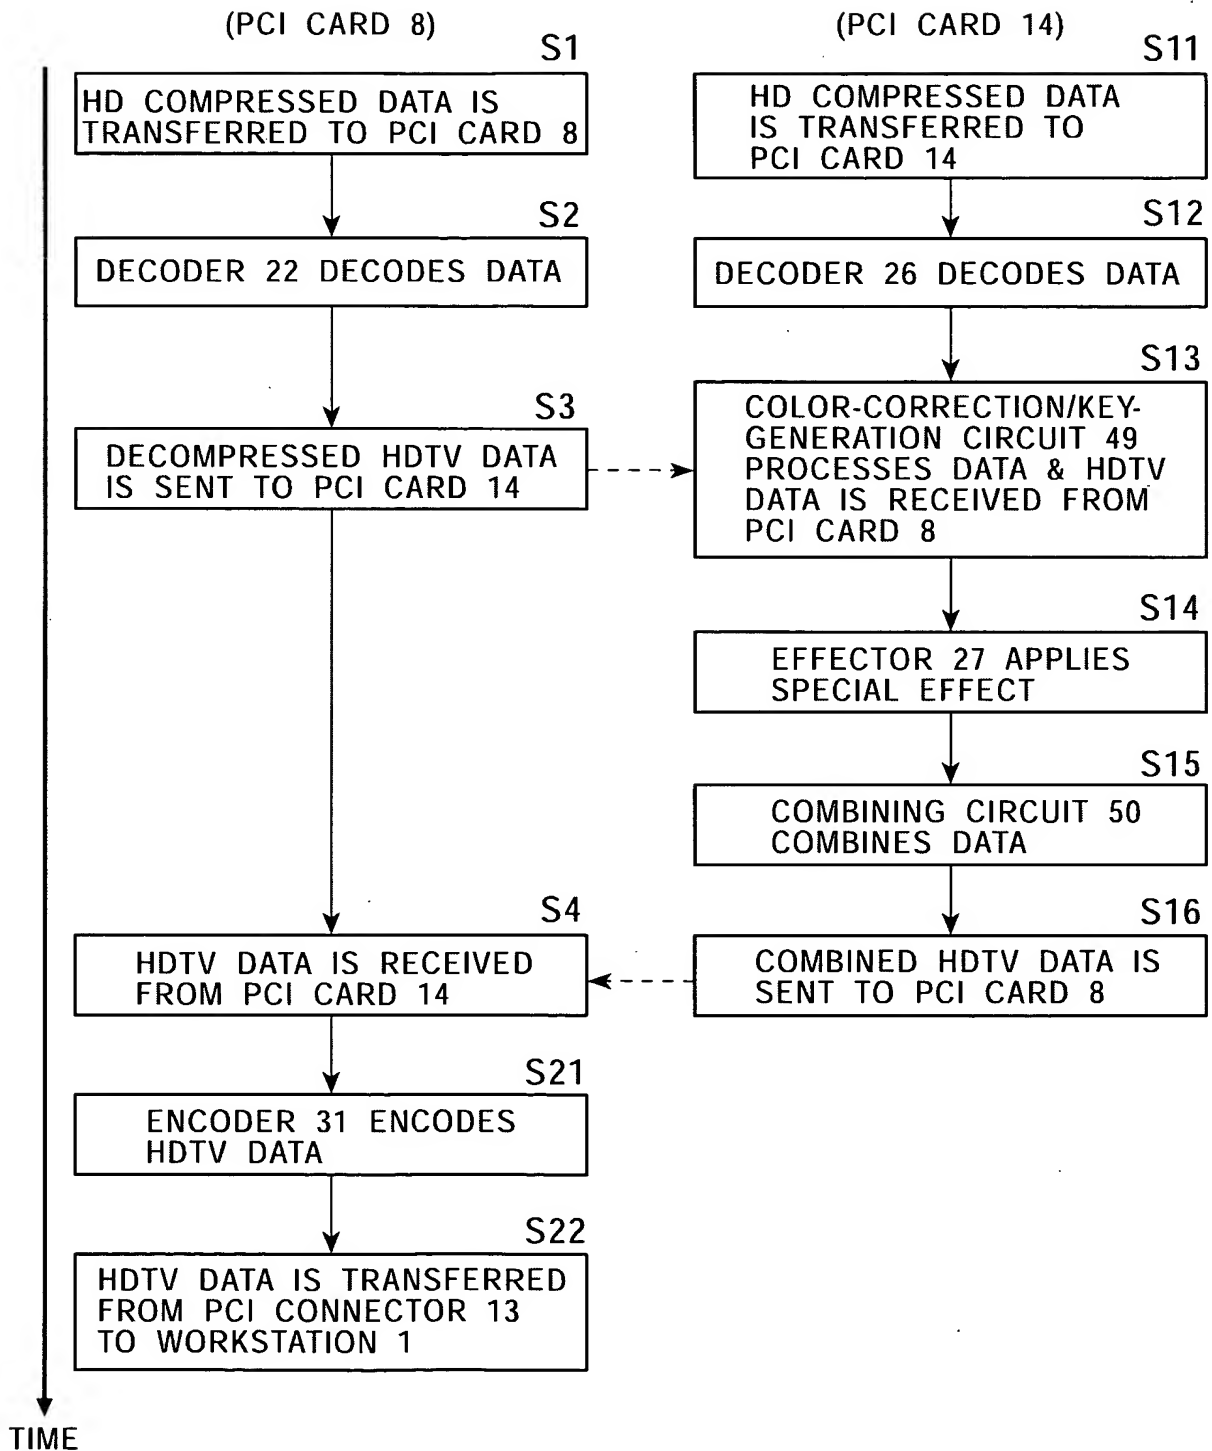 (PCI CARD 8)
S1
HD COMPRESSED DATA IS
TRANSFERRED TO PCI CARD 8
S2
DECODER 22 DECODES DATA
S3
DECOMPRESSED HDTV DATA
IS SENT TO PCI CARD 14
S4
HDTV DATA IS RECEIVED
FROM PCI CARD 14
S21
ENCODER 31 ENCODES
HDTV DATA
S22
HDTV DATA IS TRANSFERRED
FROM PCI CONNECTOR 13
TO WORKSTATION 1
TIME
(PCI CARD 14)
S11
HD COMPRESSED DATA
IS TRANSFERRED TO
PCI CARD 14
S12
DECODER 26 DECODES DATA
S13
COLOR-CORRECTION/KEY-
GENERATION CIRCUIT 49
PROCESSES DATA & HDTV
DATA IS RECEIVED FROM
PCI CARD 8
S14
EFFECTOR 27 APPLIES
SPECIAL EFFECT
S15
COMBINING CIRCUIT 50
COMBINES DATA
S16
COMBINED HDTV DATA IS
SENT TO PCI CARD 8